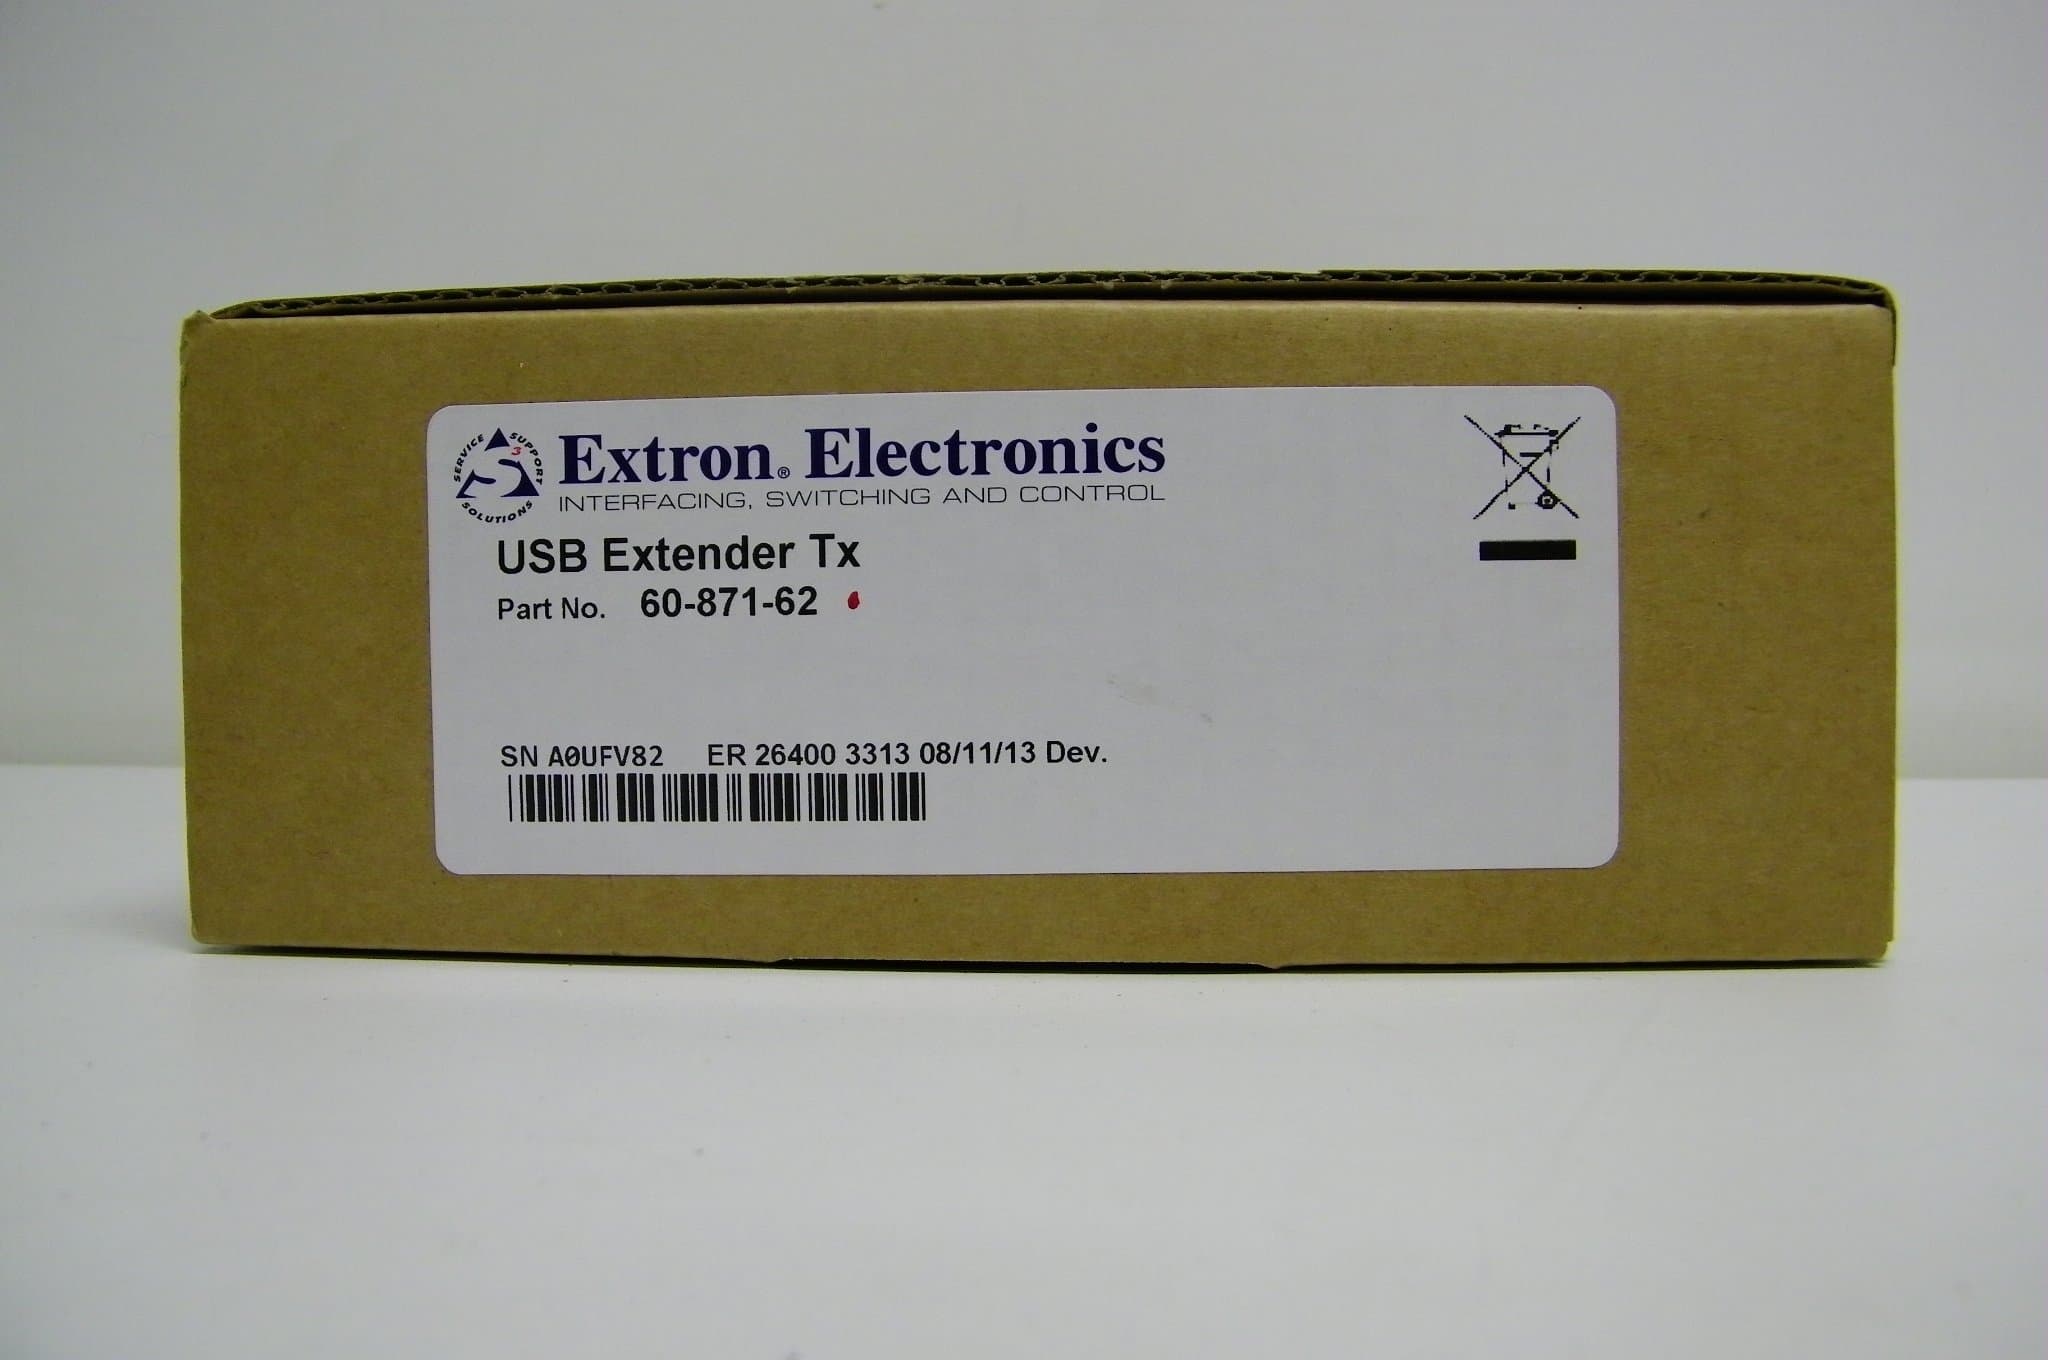 SERVICE SUPPORT SOLUTIONS
S3
Extron® Electronics
INTERFACING, SWITCHING AND CONTROL
USB Extender Tx
Part No. 60-871-62
SN A0UFV82 ER 26400 3313 08/11/13 Dev.